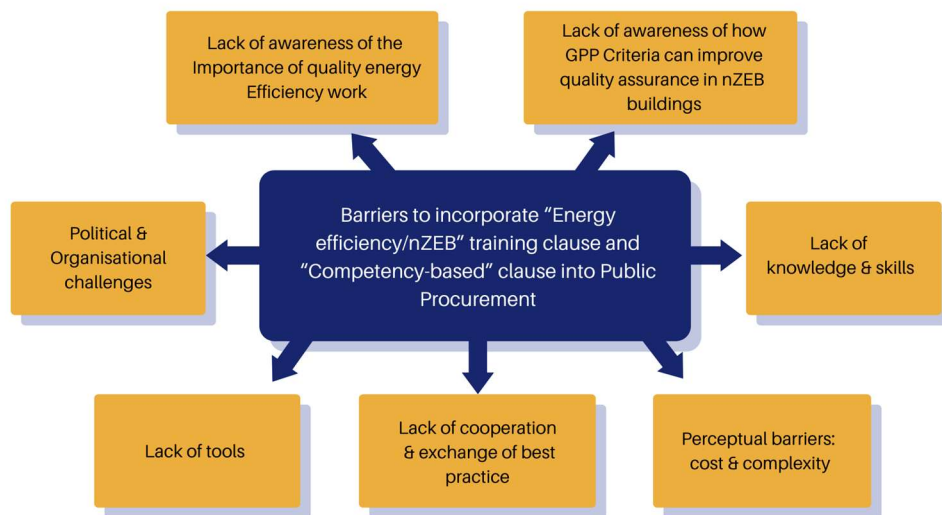 Lack of awareness of the
Importance of quality energy
Efficiency work
Lack of awareness of how
GPP Criteria can improve
quality assurance in nZEB
buildings
Political &
Organisational
challenges
Barriers to incorporate “Energy
efficiency/nZEB” training clause and
“Competency-based” clause into Public
Procurement
Lack of
knowledge & skills
Lack of tools
Lack of cooperation
& exchange of best
practice
Perceptual barriers:
cost & complexity